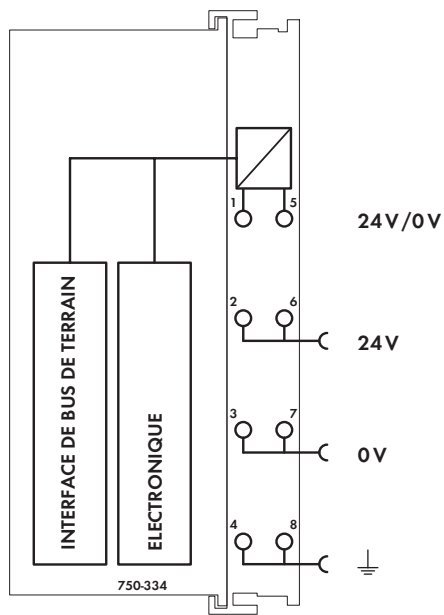 1 5
24V/0V
2 6
24V
3 7
0V
4 8
INTERFACE DE BUS DE TERRAIN
ELECTRONIQUE
750-334